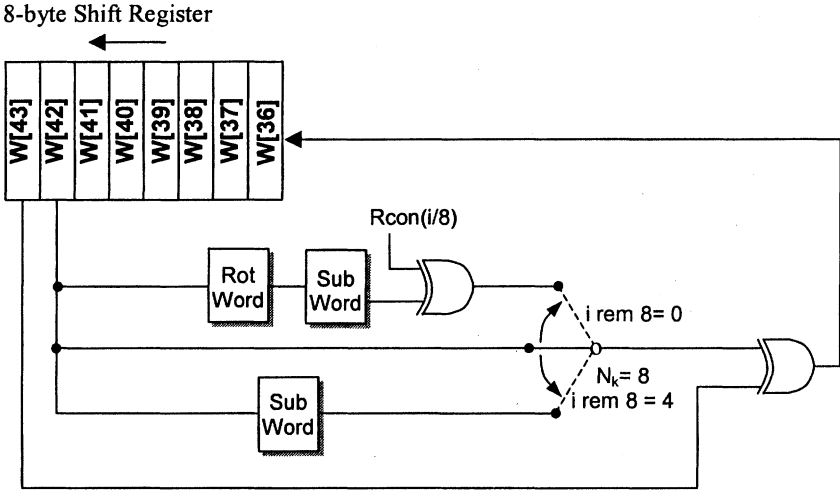 8-byte Shift Register
W[43]
W[42]
W[41]
W[40]
W[39]
W[38]
W[37]
W[36]
Rcon(i/8)
Rot
Word
Sub
Word
i rem 8= 0
Nₖ= 8
i rem 8 = 4
Sub
Word